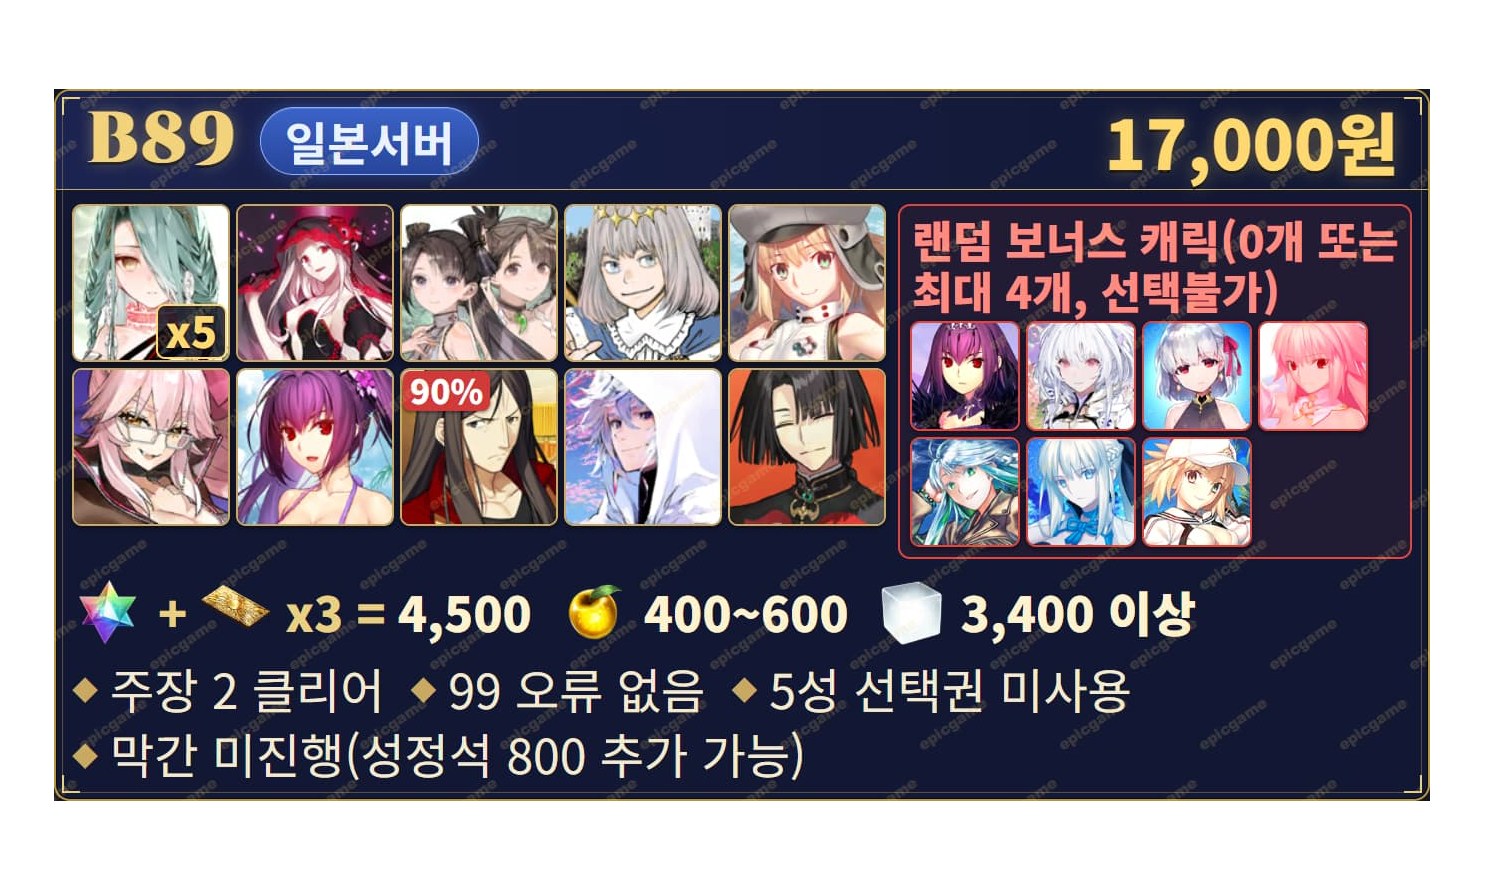 B89 일본서버 17,000원
랜덤 보너스 캐릭(0개 또는
최대 4개, 선택불가)
x5
90%
+ x3 = 4,500 400~600 3,400 이상
◆ 주장 2 클리어 ◆ 99 오류 없음 ◆ 5성 선택권 미사용
◆ 막간 미진행(성정석 800 추가 가능)
epicgame